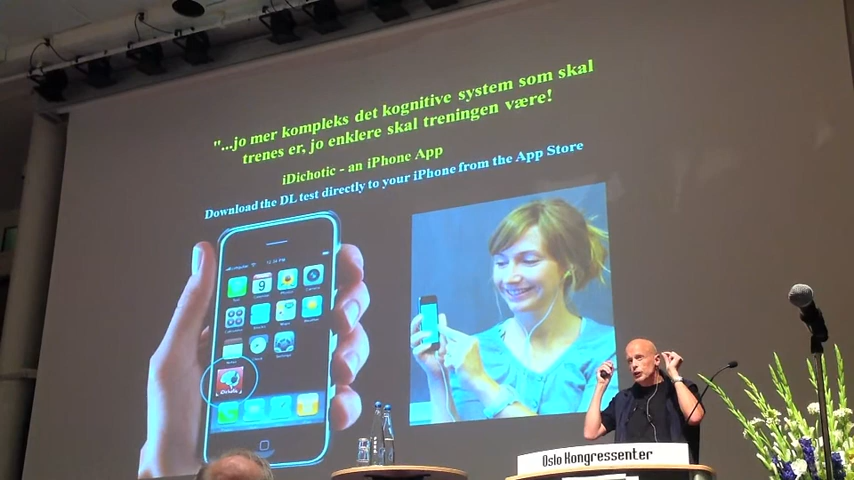 "...jo mer kompleks det kognitive system som skal
trenes er, jo enklere skal treningen være!
iDichotic - an iPhone App
Download the DL test directly to your iPhone from the App Store
Oslo Kongressenter